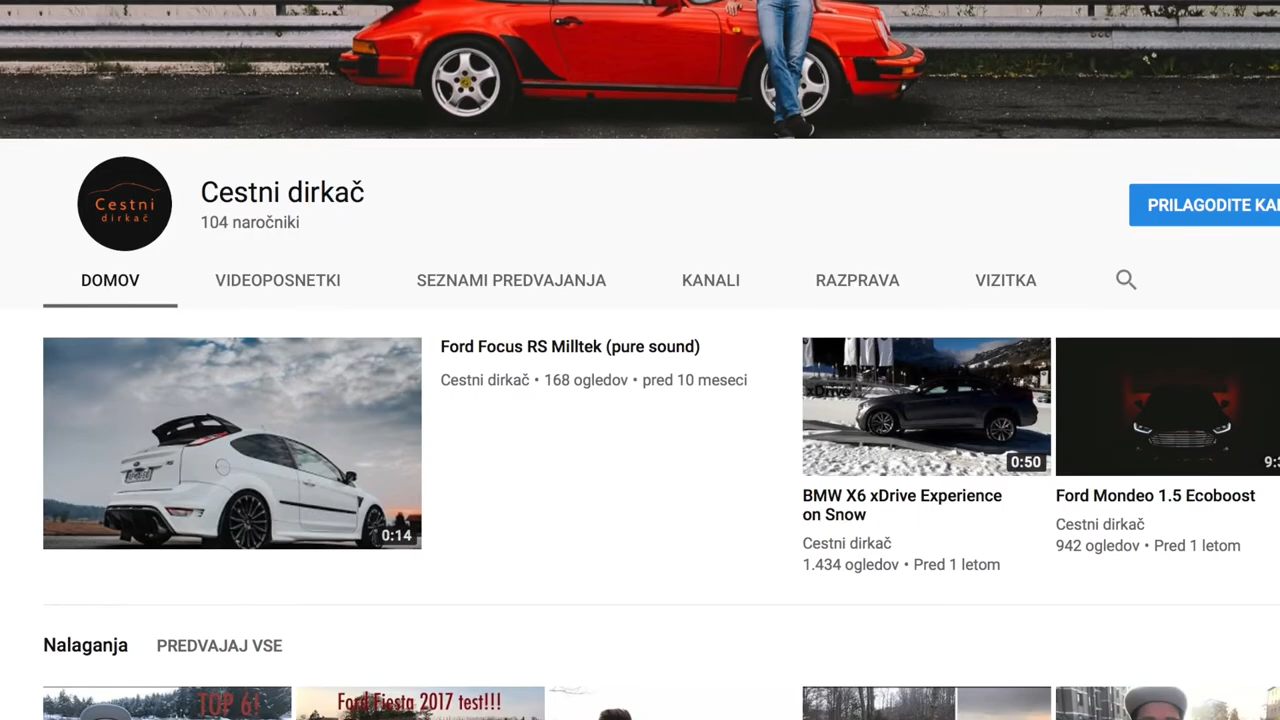 Cestni
dirkač
Cestni dirkač
104 naročniki
PRILAGODITE KA
DOMOV
VIDEOPOSNETKI
SEZNAMI PREDVAJANJA
KANALI
RAZPRAVA
VIZITKA
Ford Focus RS Milltek (pure sound)
Cestni dirkač • 168 ogledov • pred 10 meseci
0:14
xDrive
0:50
BMW X6 xDrive Experience
on Snow
Cestni dirkač
1.434 ogledov • Pred 1 letom
9:
Ford Mondeo 1.5 Ecoboost
Cestni dirkač
942 ogledov • Pred 1 letom
Nalaganja
PREDVAJAJ VSE
TOP 6!
Ford Fiesta 2017 test!!!